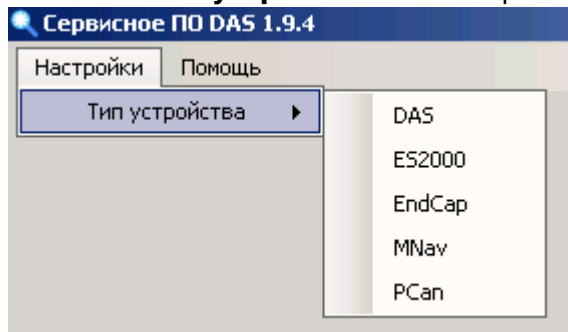 Сервисное ПО DAS 1.9.4
Настройки Помощь
Тип устройства
DAS
ES2000
EndCap
MNav
PCan